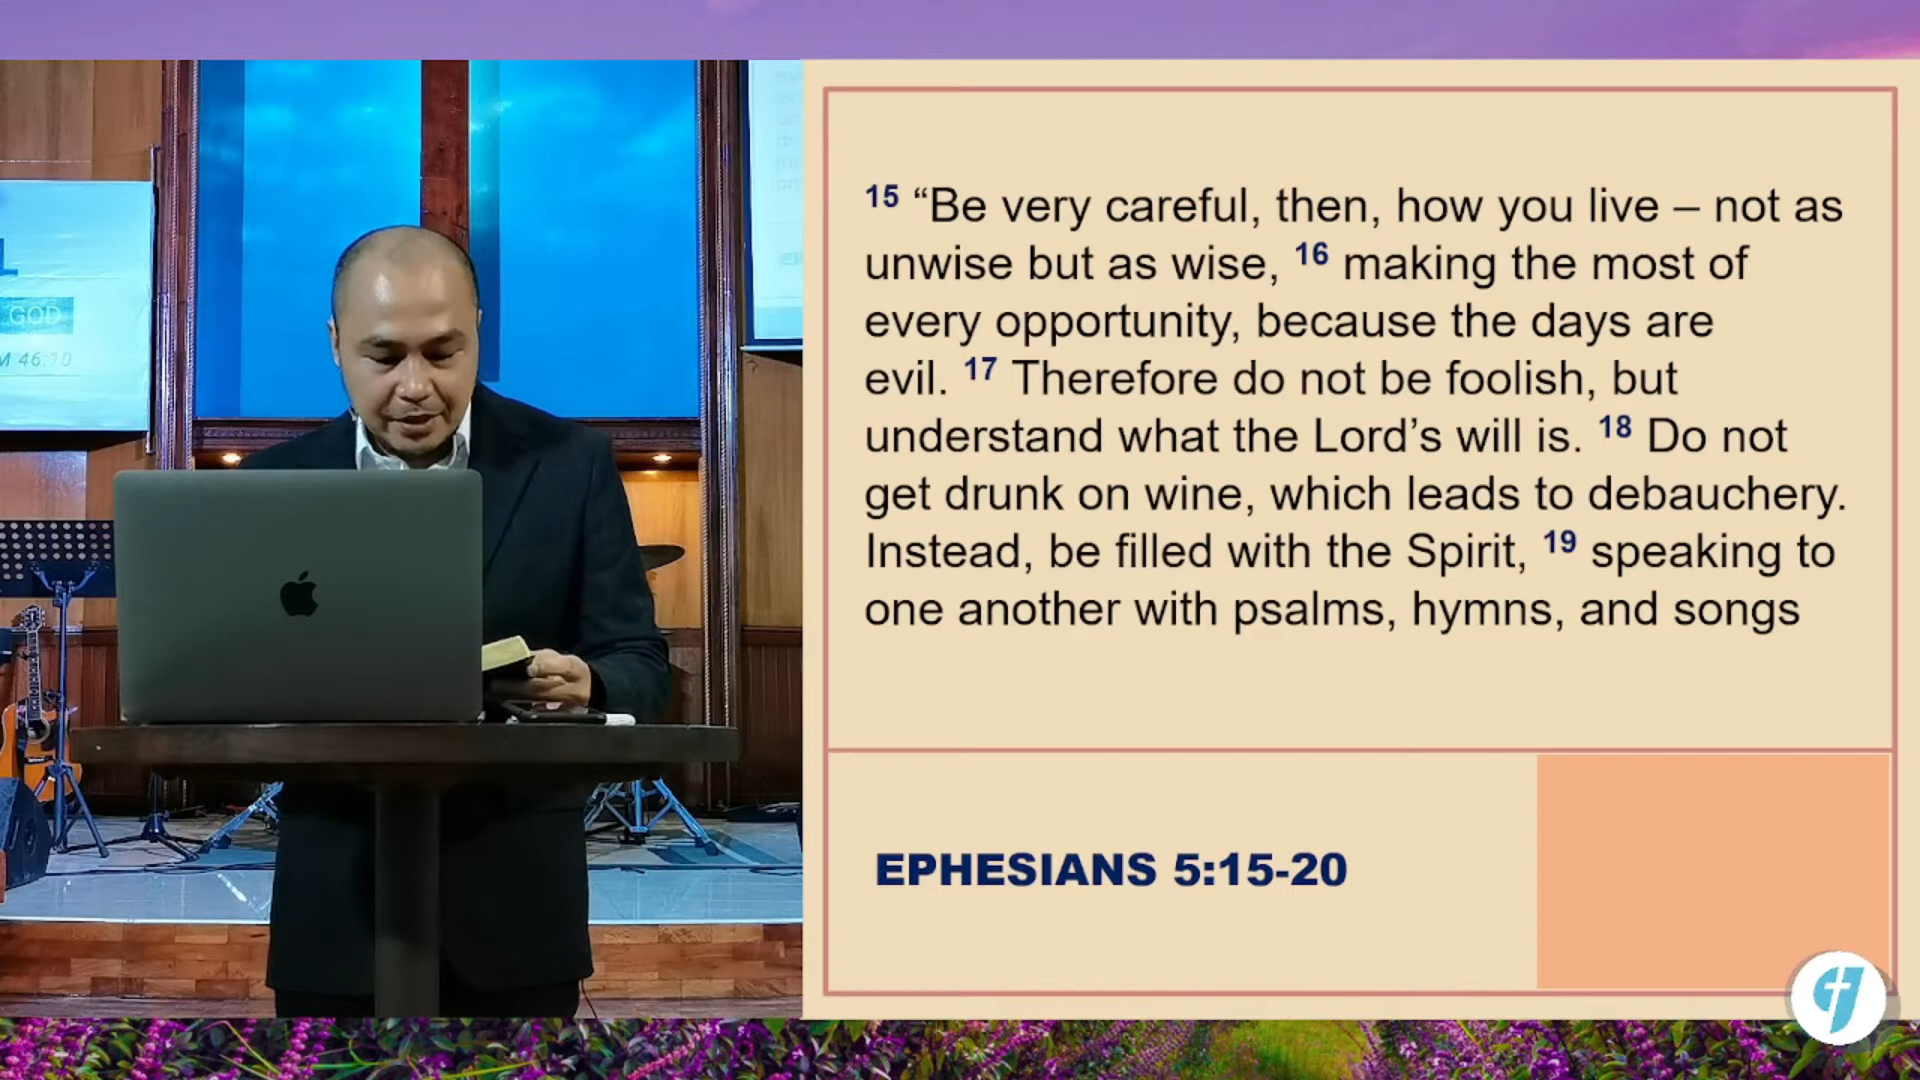 GOD
M 46:10
15 “Be very careful, then, how you live – not as
unwise but as wise, 16 making the most of
every opportunity, because the days are
evil. 17 Therefore do not be foolish, but
understand what the Lord’s will is. 18 Do not
get drunk on wine, which leads to debauchery.
Instead, be filled with the Spirit, 19 speaking to
one another with psalms, hymns, and songs
EPHESIANS 5:15-20